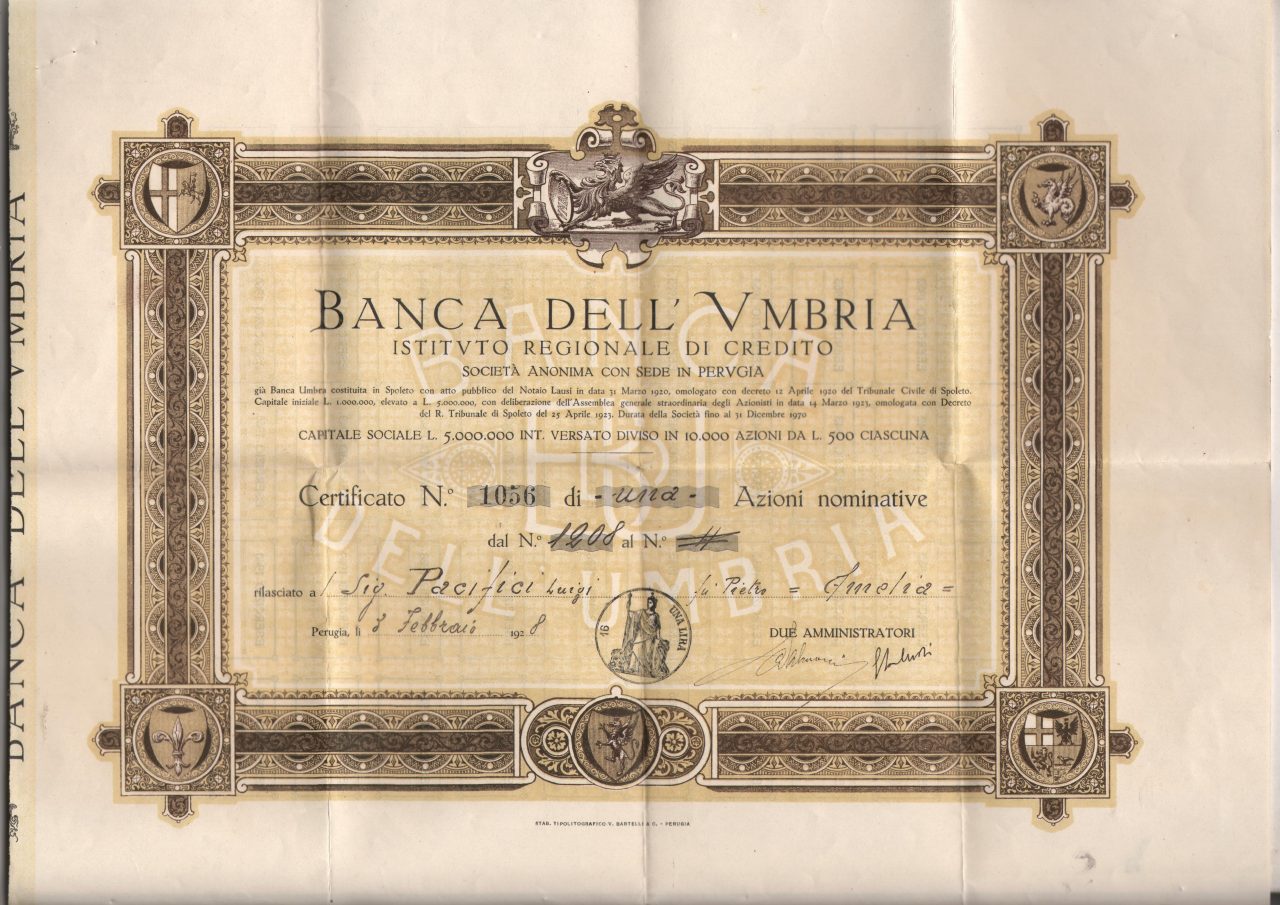 BANCA DELL' VMBRIA
BANCA DELL' VMBRIA
ISTITVTO REGIONALE DI CREDITO
SOCIETÀ ANONIMA CON SEDE IN PERVGIA
già Banca Umbra costituita in Spoleto con atto pubblico del Notaio Lausi in data 31 Marzo 1920, omologato con decreto 12 Aprile 1920 del Tribunale Civile di Spoleto.
Capitale iniziale L. 1.000.000, elevato a L. 5.000.000, con deliberazione dell'Assemblea generale straordinaria degli Azionisti in data 14 Marzo 1923, omologata con Decreto
del R. Tribunale di Spoleto del 25 Aprile 1923. Durata della Società fino al 31 Dicembre 1970
CAPITALE SOCIALE L. 5.000.000 INT. VERSATO DIVISO IN 10.000 AZIONI DA L. 500 CIASCUNA
BANCA
DELL'UMBRIA
Certificato N.º 1056 di - una - Azioni nominative
dal N.º 1208 al N.º
rilasciato a l Sig. Pacifici Luigi fu Pietro = Amelia =
Perugia, lì 3 Febbraio 1928
16 UNA LIRA
DUE AMMINISTRATORI
STAB. TIPOLITOGRAFICO V. BARTELLI & C. - PERUGIA